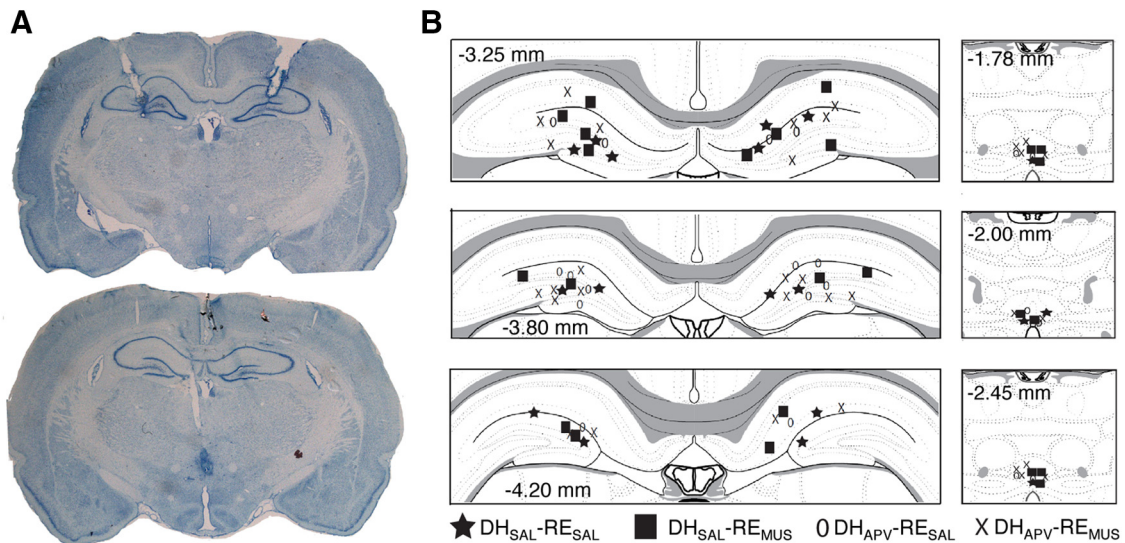 A
B
-3.25 mm
-1.78 mm
-3.80 mm
-2.00 mm
-4.20 mm
-2.45 mm
★ DHSAL-RESAL ■ DHSAL-REMUS 0 DHAPV-RESAL X DHAPV-REMUS